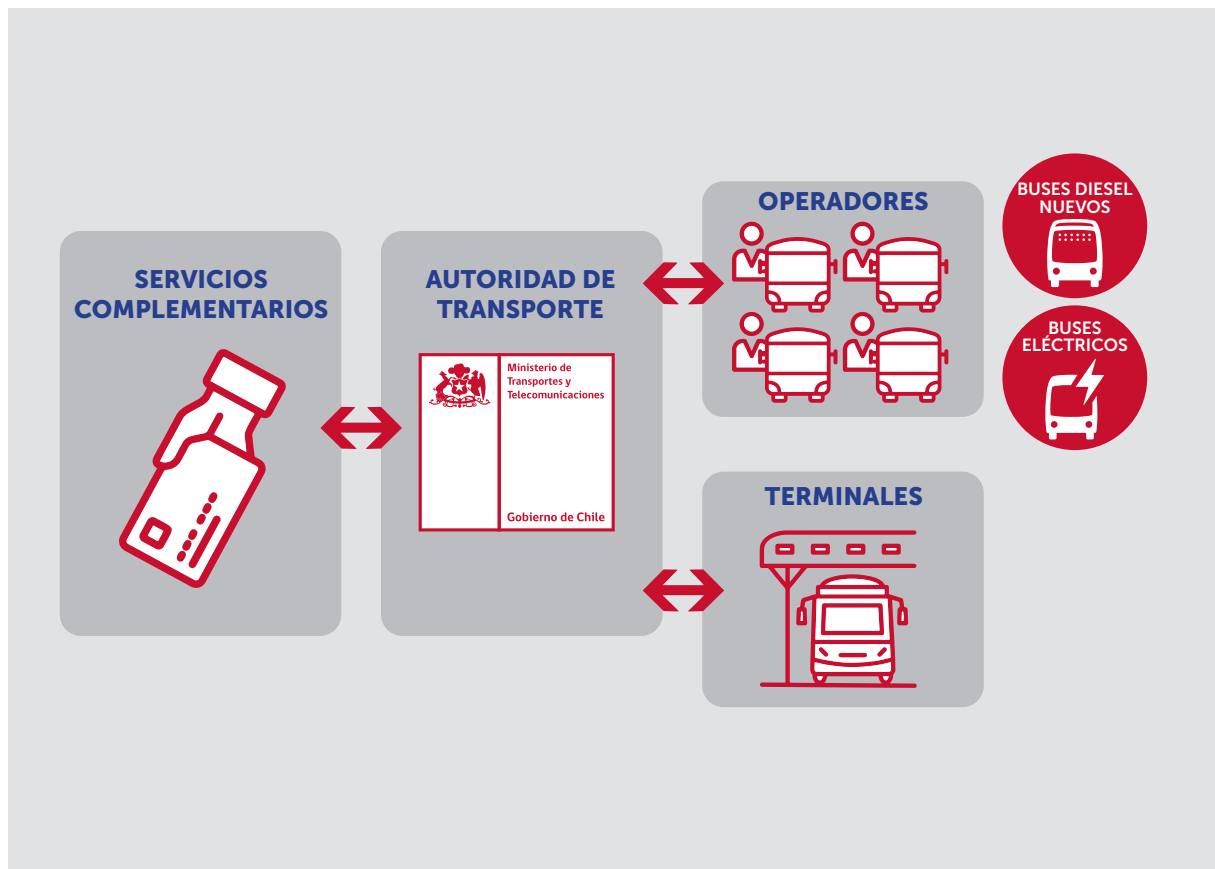 SERVICIOS
COMPLEMENTARIOS
AUTORIDAD DE
TRANSPORTE
Ministerio de
Transportes y
Telecomunicaciones
Gobierno de Chile
OPERADORES
BUSES DIESEL
NUEVOS
BUSES
ELÉCTRICOS
TERMINALES